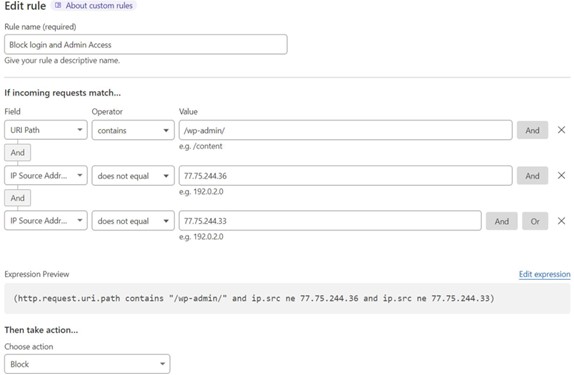 Edit rule About custom rules
Rule name (required)
Block login and Admin Access
Give your rule a descriptive name.
If incoming requests match...
Field Operator Value
URI Path contains /wp-admin/ And
e.g. /content
And
IP Source Addr... does not equal 77.75.244.36 And
e.g. 192.0.2.0
And
IP Source Addr... does not equal 77.75.244.33 And Or
e.g. 192.0.2.0
Expression Preview Edit expression
(http.request.uri.path contains "/wp-admin/" and ip.src ne 77.75.244.36 and ip.src ne 77.75.244.33)
Then take action...
Choose action
Block